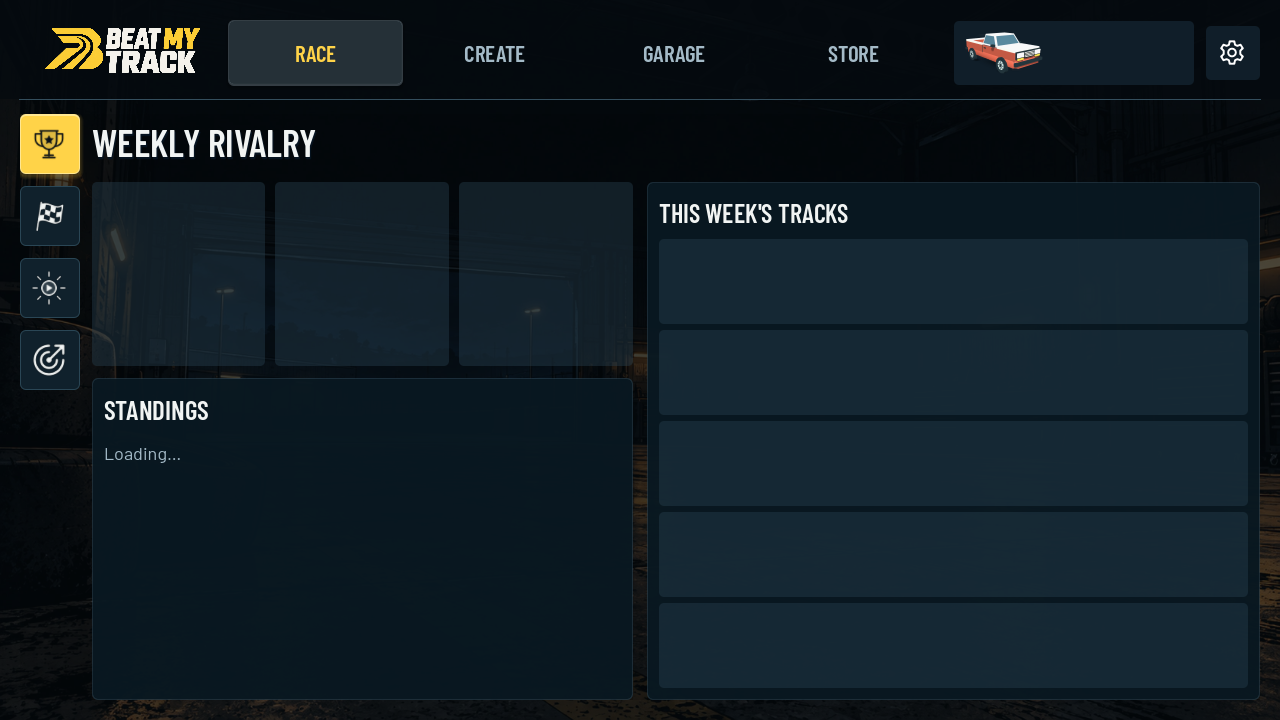 BEAT MY
TRACK
RACE
CREATE
GARAGE
STORE
WEEKLY RIVALRY
THIS WEEK'S TRACKS
STANDINGS
Loading...